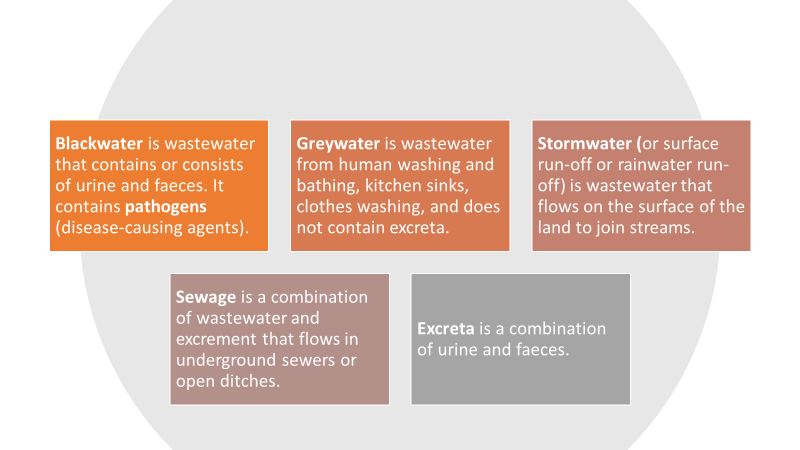 Blackwater is wastewater
that contains or consists
of urine and faeces. It
contains pathogens
(disease-causing agents).
Greywater is wastewater
from human washing and
bathing, kitchen sinks,
clothes washing, and does
not contain excreta.
Stormwater (or surface
run-off or rainwater run-
off) is wastewater that
flows on the surface of the
land to join streams.
Sewage is a combination
of wastewater and
excrement that flows in
underground sewers or
open ditches.
Excreta is a combination
of urine and faeces.